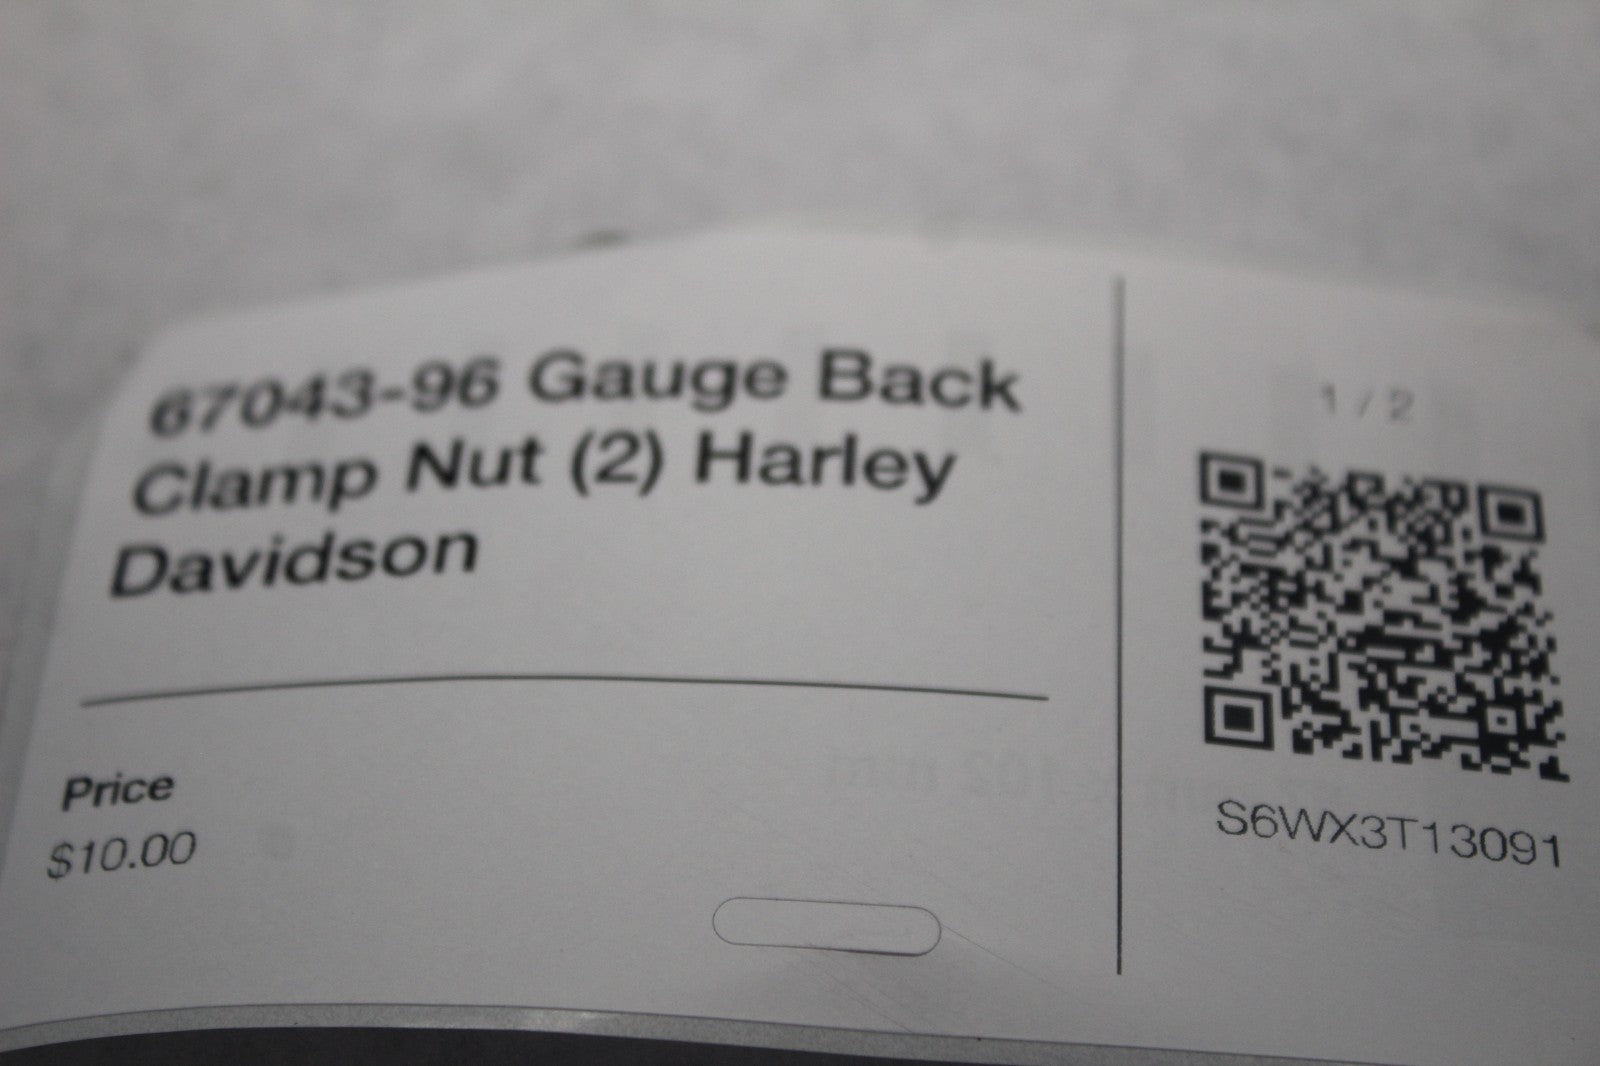 67043-96 Gauge Back
Clamp Nut (2) Harley
Davidson
Price
$10.00
1 / 2
S6WX3T13091